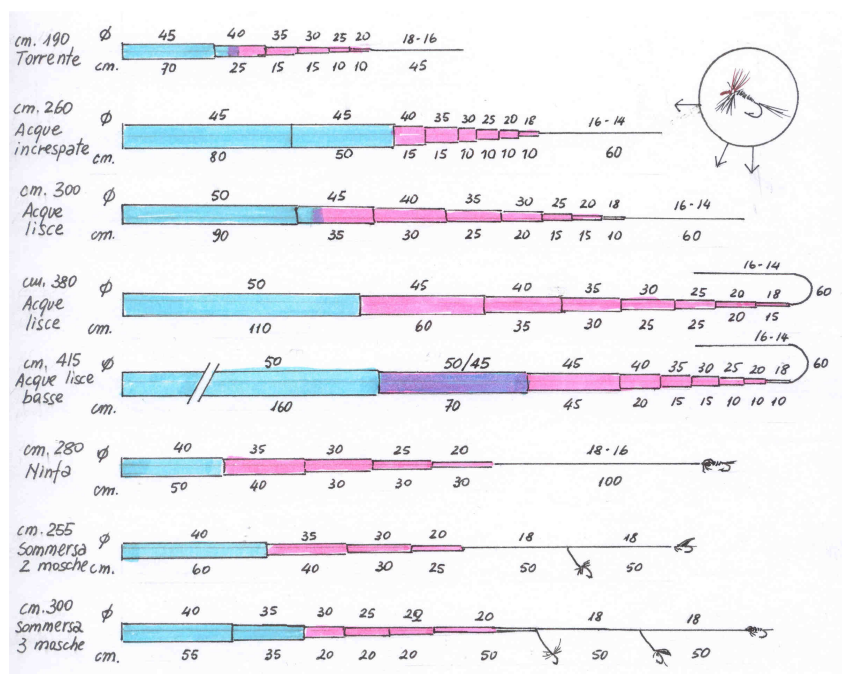 cm. 190 Ø 45 40 35 30 25 20 18-16
Torrente
cm. 70 25 15 15 10 10 45
cm. 260 Ø 45 45 40 35 30 25 20 18 16-14
Acque
increspate cm. 80 50 15 15 10 10 10 10 60
cm. 300 Ø 50 45 40 35 30 25 20 18 16-14
Acque
lisce cm. 90 35 30 25 20 15 15 10 60
cm. 380 Ø 50 45 40 35 30 25 20 18 16-14 60
Acque
lisce cm. 110 60 35 30 25 25 20 15
cm. 415 Ø 50 50/45 45 40 35 30 25 20 18 16-14 60
Acque lisce
basse cm. 160 70 45 20 15 15 10 10 10
cm. 280 Ø 40 35 30 25 20 18-16
Ninfa
cm. 50 40 30 30 30 100
cm. 255 Ø 40 35 30 20 18 18
Sommersa
2 mosche cm. 60 40 30 25 50 50
cm. 300 Ø 40 35 30 25 22 20 18 18
Sommersa
3 mosche cm. 55 35 20 20 20 50 50 50